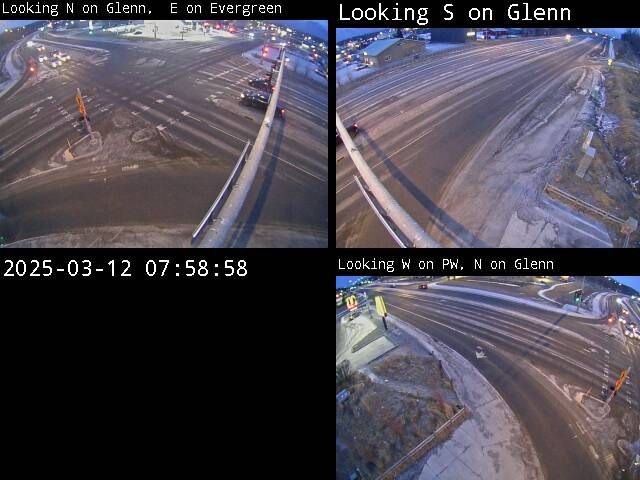 Looking N on Glenn,  E on Evergreen
Looking S on Glenn
2025-03-12 07:58:58
Looking W on PW, N on Glenn